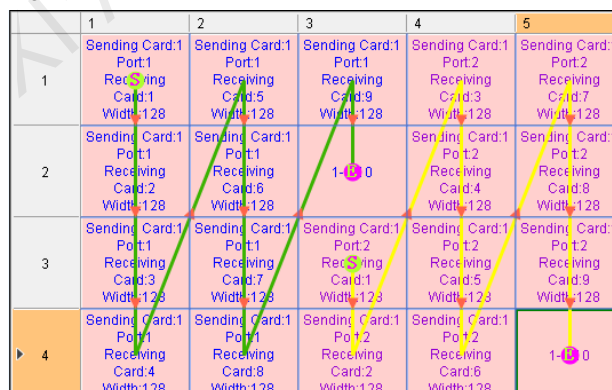 1 2 3 4 5
1
Sending Card:1
Port:1
Receiving
Card:1
Width:128
Sending Card:1
Port:1
Receiving
Card:5
Width:128
Sending Card:1
Port:1
Receiving
Card:9
Width:128
Sending Card:1
Port:2
Receiving
Card:3
Width:128
Sending Card:1
Port:2
Receiving
Card:7
Width:128
S
2
Sending Card:1
Port:1
Receiving
Card:2
Width:128
Sending Card:1
Port:1
Receiving
Card:6
Width:128
1-E 0
Sending Card:1
Port:2
Receiving
Card:4
Width:128
Sending Card:1
Port:2
Receiving
Card:8
Width:128
3
Sending Card:1
Port:1
Receiving
Card:3
Width:128
Sending Card:1
Port:1
Receiving
Card:7
Width:128
Sending Card:1
Port:2
Receiving
Card:1
Width:128
S
Sending Card:1
Port:2
Receiving
Card:5
Width:128
Sending Card:1
Port:2
Receiving
Card:9
Width:128
4
Sending Card:1
Port:1
Receiving
Card:4
Width:128
Sending Card:1
Port:1
Receiving
Card:8
Width:128
Sending Card:1
Port:2
Receiving
Card:2
Width:128
Sending Card:1
Port:2
Receiving
Card:6
Width:128
1-E 0